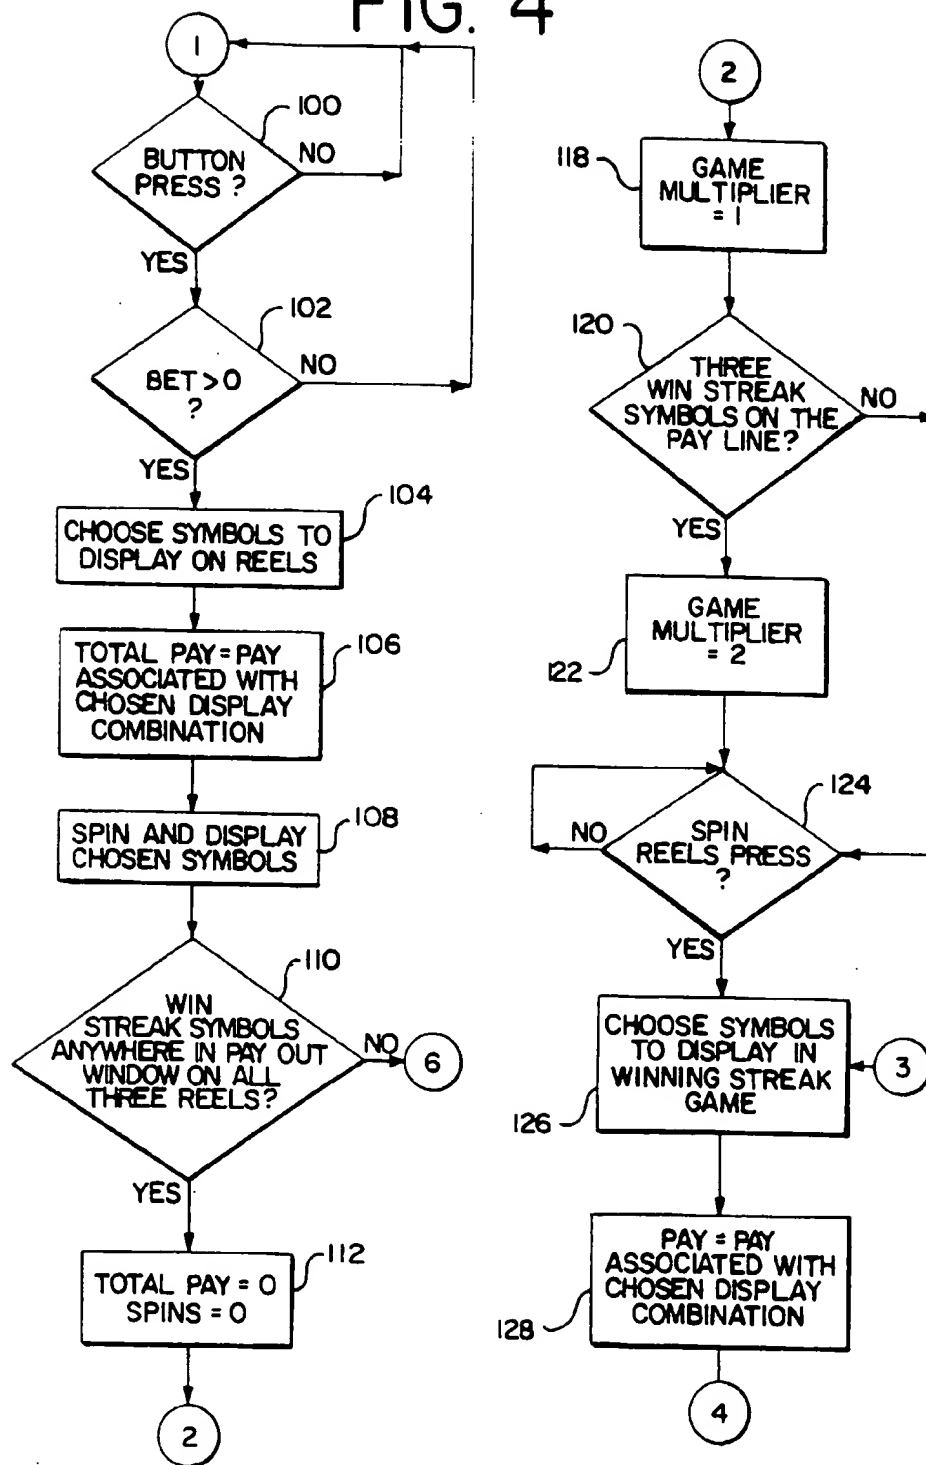 FIG. 4
1
100
BUTTON
PRESS ?
NO
YES
102
BET > 0
?
NO
YES
104
CHOOSE SYMBOLS TO
DISPLAY ON REELS
106
TOTAL PAY = PAY
ASSOCIATED WITH
CHOSEN DISPLAY
COMBINATION
108
SPIN AND DISPLAY
CHOSEN SYMBOLS
110
WIN
STREAK SYMBOLS
ANYWHERE IN PAY OUT
WINDOW ON ALL
THREE REELS?
NO
6
YES
112
TOTAL PAY = 0
SPINS = 0
2
2
118
GAME
MULTIPLIER
= 1
120
THREE
WIN STREAK
SYMBOLS ON THE
PAY LINE?
NO
YES
GAME
MULTIPLIER
= 2
122
124
SPIN
REELS PRESS
?
NO
YES
CHOOSE SYMBOLS
TO DISPLAY IN
WINNING STREAK
GAME
3
126
PAY = PAY
ASSOCIATED WITH
CHOSEN DISPLAY
COMBINATION
128
4